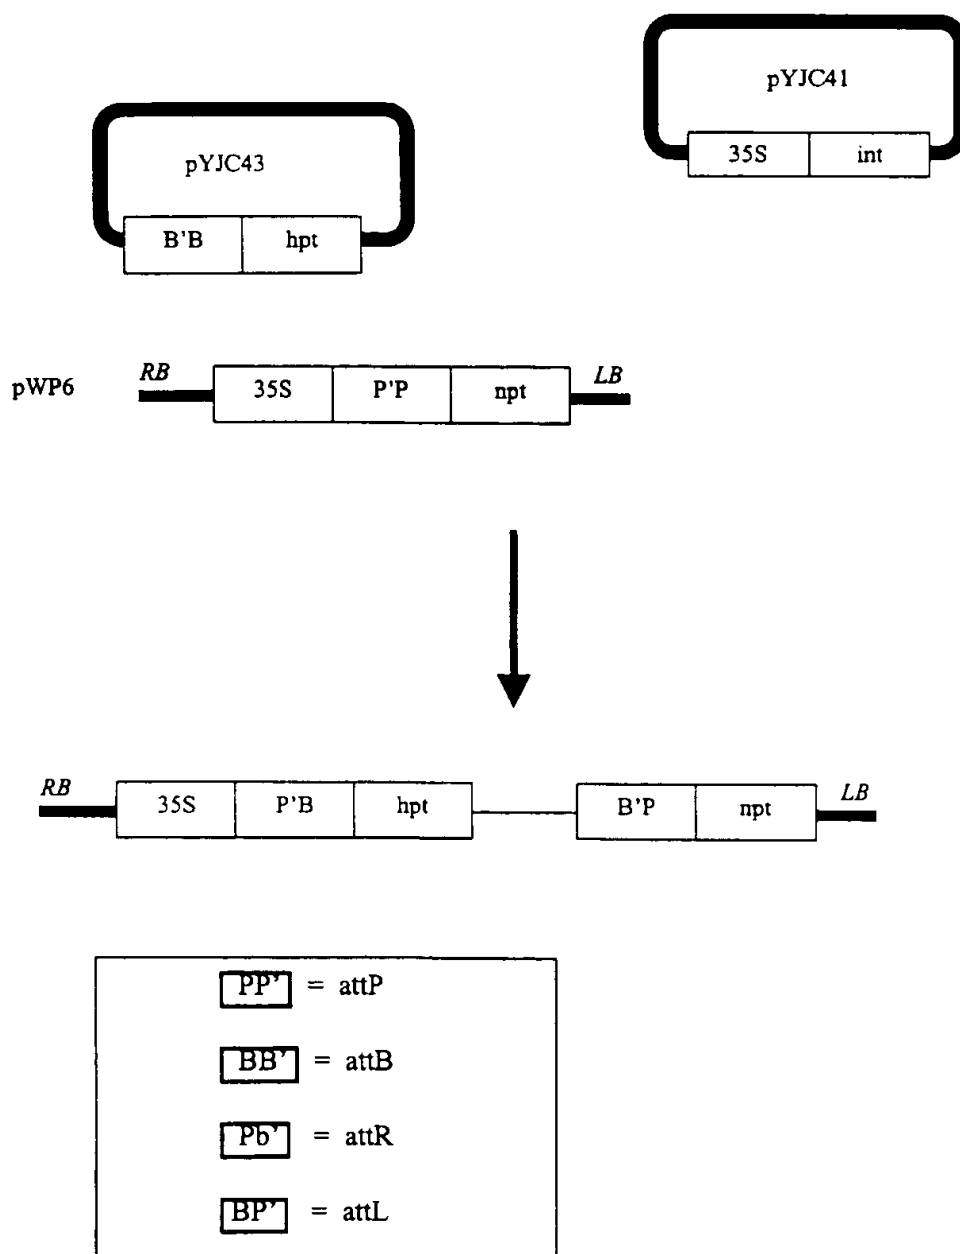 pYJC41
35S int
pYJC43
B'B hpt
pWP6 RB 35S P'P npt LB
RB 35S P'B hpt B'P npt LB
PP' = attP
BB' = attB
Pb' = attR
BP' = attL